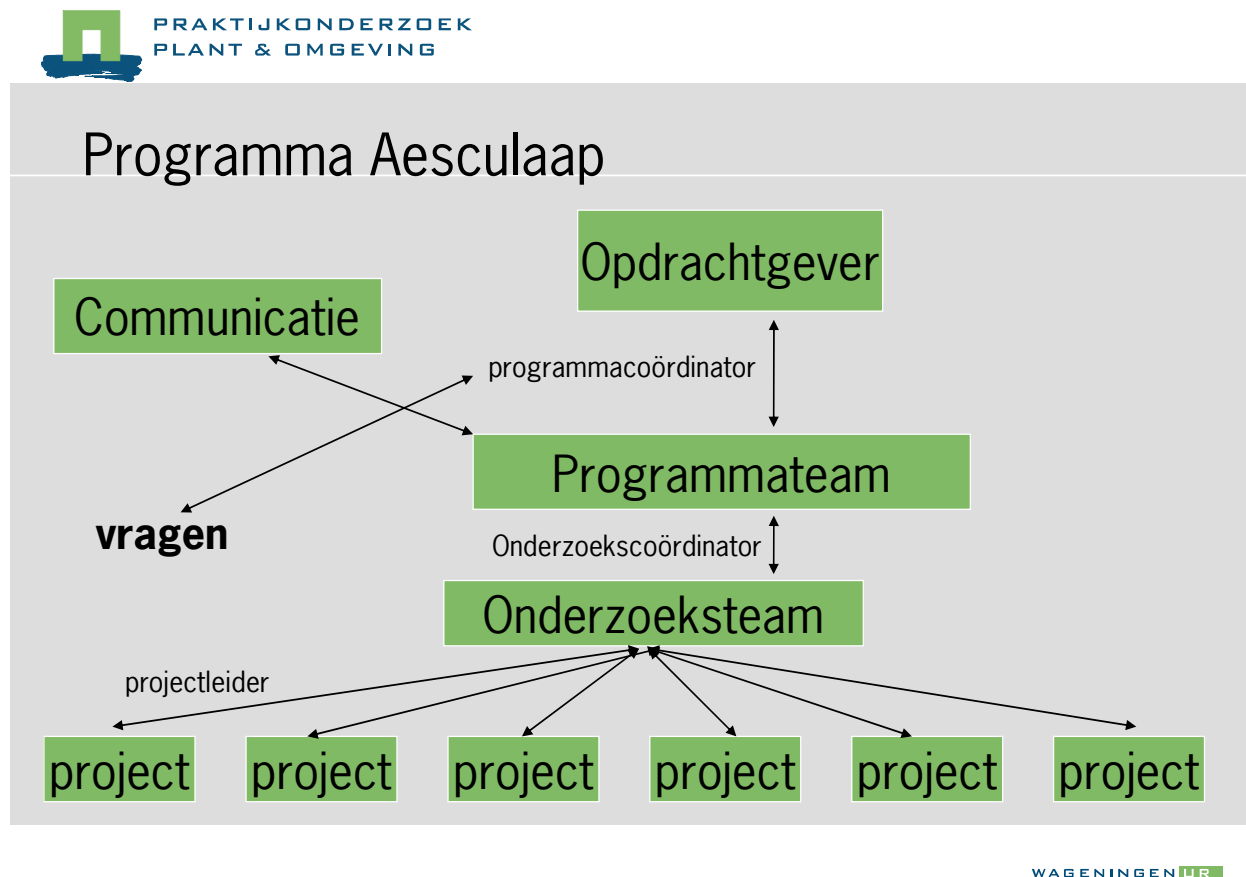 PRAKTIJKONDERZOEK
PLANT & OMGEVING
Programma Aesculaap
Opdrachtgever
Communicatie
programmacoördinator
Programmateam
vragen
Onderzoekscoördinator
Onderzoeksteam
projectleider
project project project project project project
WAGENINGEN UR